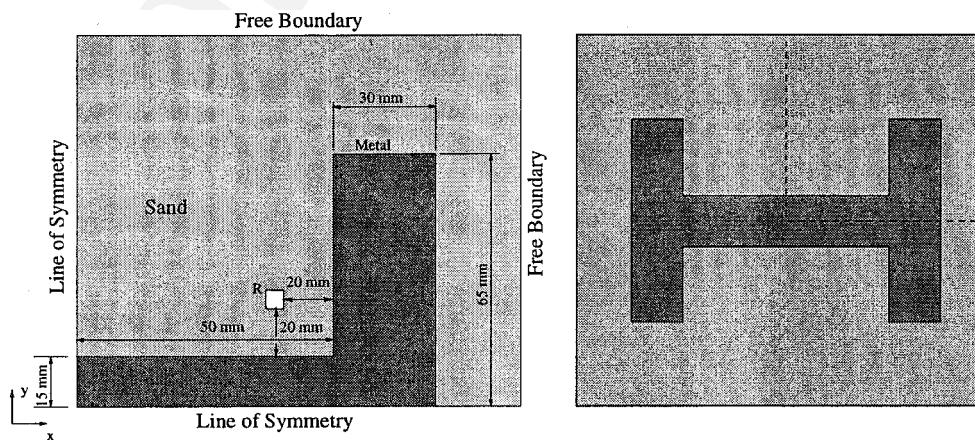 Free Boundary
30 mm
Metal
Line of Symmetry
Sand
R
20 mm
50 mm
20 mm
65 mm
Free Boundary
15 mm
y
x
Line of Symmetry